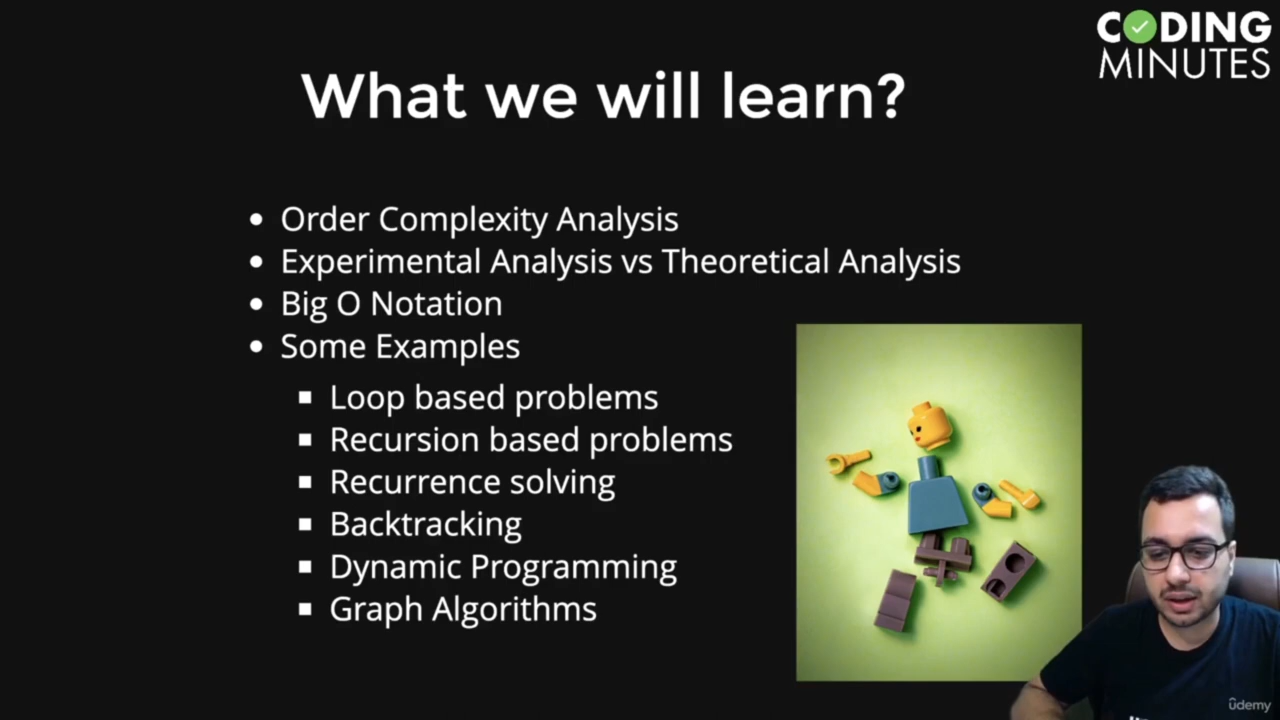 CODING
MINUTES
What we will learn?
Order Complexity Analysis
Experimental Analysis vs Theoretical Analysis
Big O Notation
Some Examples
Loop based problems
Recursion based problems
Recurrence solving
Backtracking
Dynamic Programming
Graph Algorithms
ûdemy